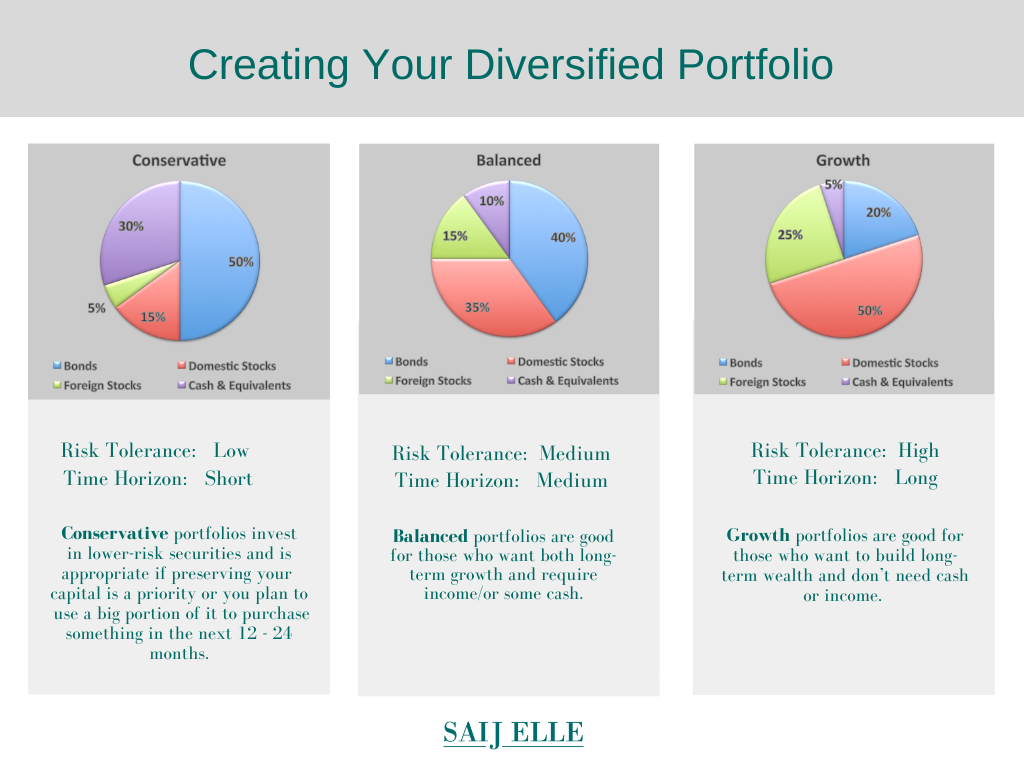 Creating Your Diversified Portfolio
Conservative
30%
50%
5%
15%
Bonds
Domestic Stocks
Foreign Stocks
Cash & Equivalents
Risk Tolerance: Low
Time Horizon: Short
Conservative portfolios invest
in lower-risk securities and is
appropriate if preserving your
capital is a priority or you plan to
use a big portion of it to purchase
something in the next 12 - 24
months.
Balanced
10%
40%
15%
35%
Bonds
Domestic Stocks
Foreign Stocks
Cash & Equivalents
Risk Tolerance: Medium
Time Horizon: Medium
Balanced portfolios are good
for those who want both long-
term growth and require
income/or some cash.
Growth
5%
20%
25%
50%
Bonds
Domestic Stocks
Foreign Stocks
Cash & Equivalents
Risk Tolerance: High
Time Horizon: Long
Growth portfolios are good for
those who want to build long-
term wealth and don't need cash
or income.
SAIJ ELLE